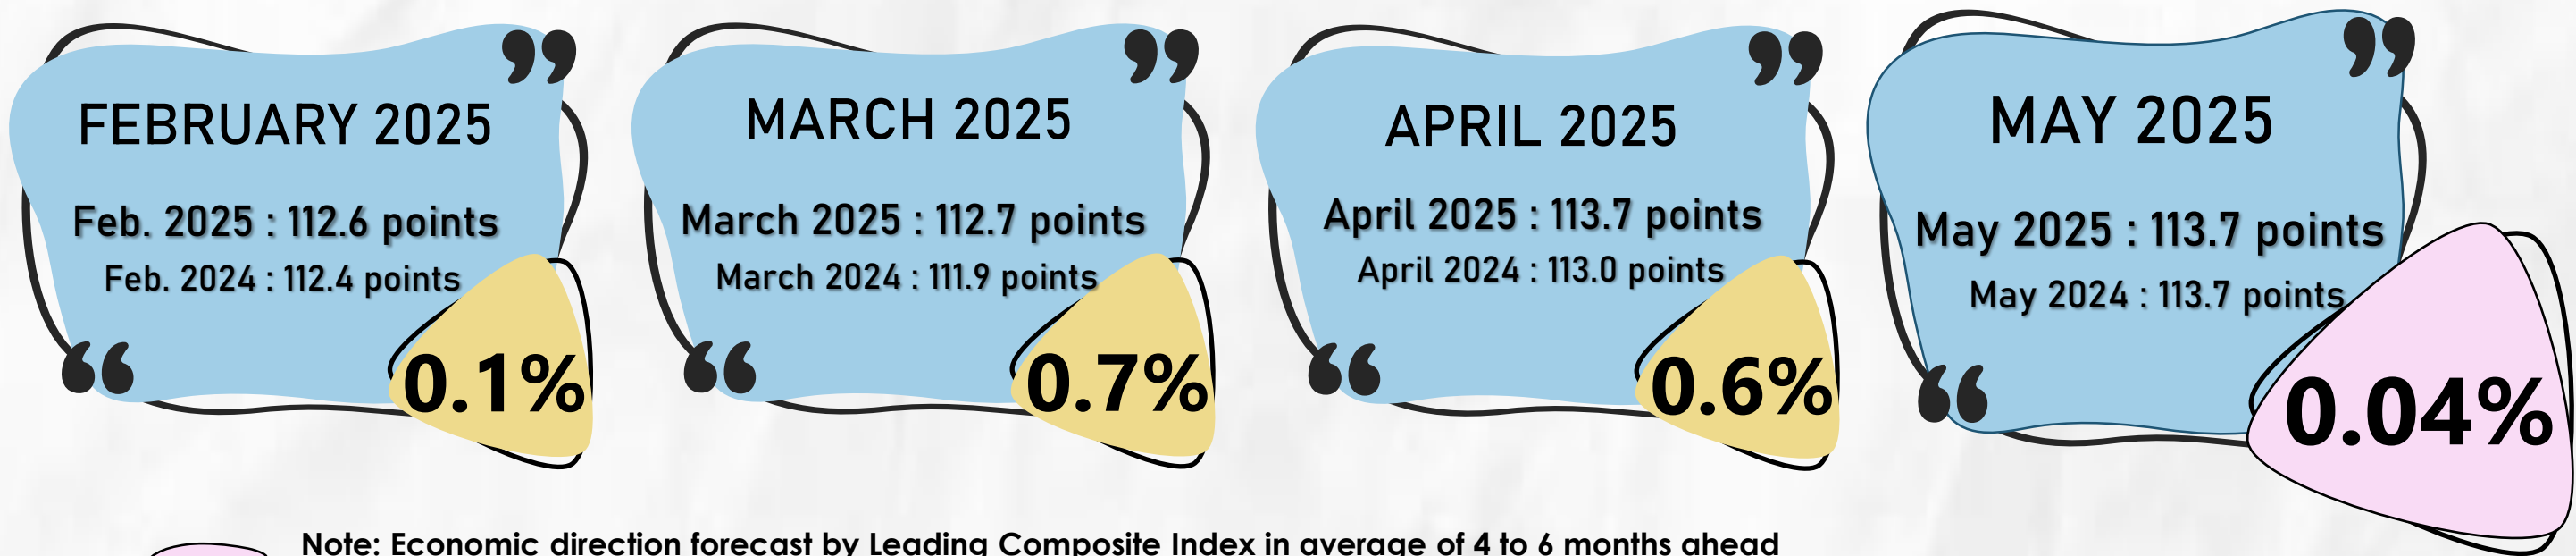 FEBRUARY 2025
Feb. 2025 : 112.6 points
Feb. 2024 : 112.4 points
0.1%
MARCH 2025
March 2025 : 112.7 points
March 2024 : 111.9 points
0.7%
APRIL 2025
April 2025 : 113.7 points
April 2024 : 113.0 points
0.6%
MAY 2025
May 2025 : 113.7 points
May 2024 : 113.7 points
0.04%
Note: Economic direction forecast by Leading Composite Index in average of 4 to 6 months ahead